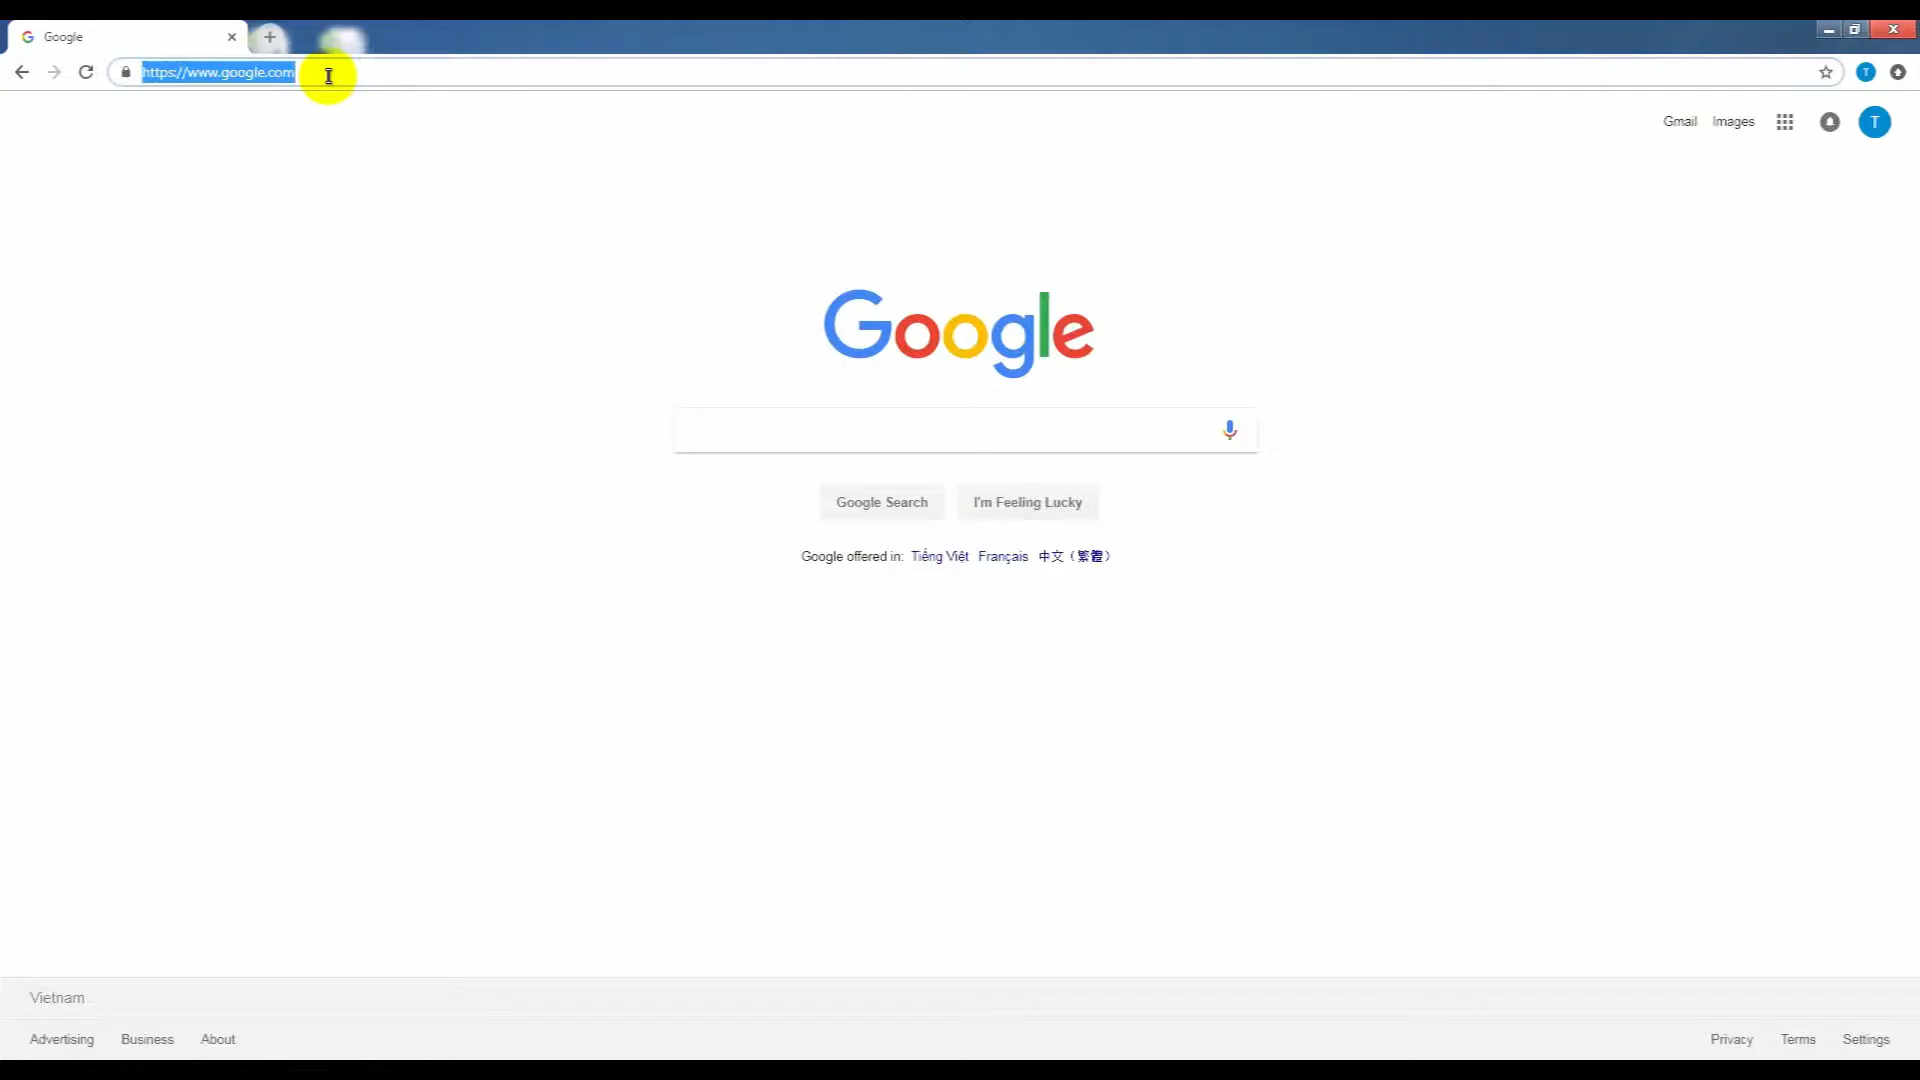 Google
https://www.google.com
T
Gmail Images
T
Google
Google Search I'm Feeling Lucky
Google offered in: Tiếng Việt Français 中文（繁體）
Vietnam
Advertising Business About Privacy Terms Settings